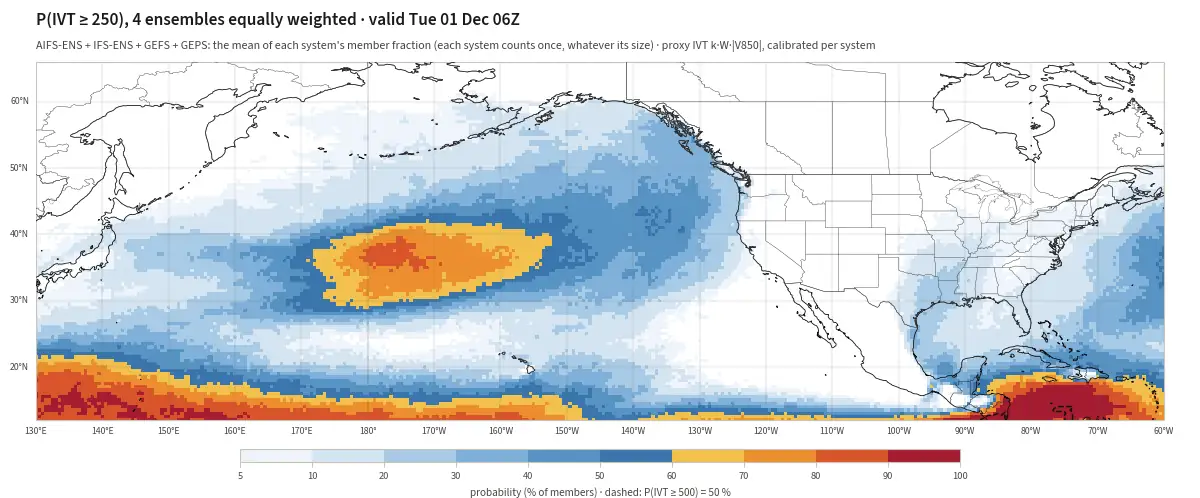 P(IVT ≥ 250), 4 ensembles equally weighted · valid Tue 01 Dec 06Z
AIFS-ENS + IFS-ENS + GEFS + GEPS: the mean of each system's member fraction (each system counts once, whatever its size) · proxy IVT k·W·|V850|, calibrated per system
60°N
50°N
40°N
30°N
20°N
130°E 140°E 150°E 160°E 170°E 180° 170°W 160°W 150°W 140°W 130°W 120°W 110°W 100°W 90°W 80°W 70°W 60°W
5 10 20 30 40 50 60 70 80 90 100
probability (% of members) · dashed: P(IVT ≥ 500) = 50 %